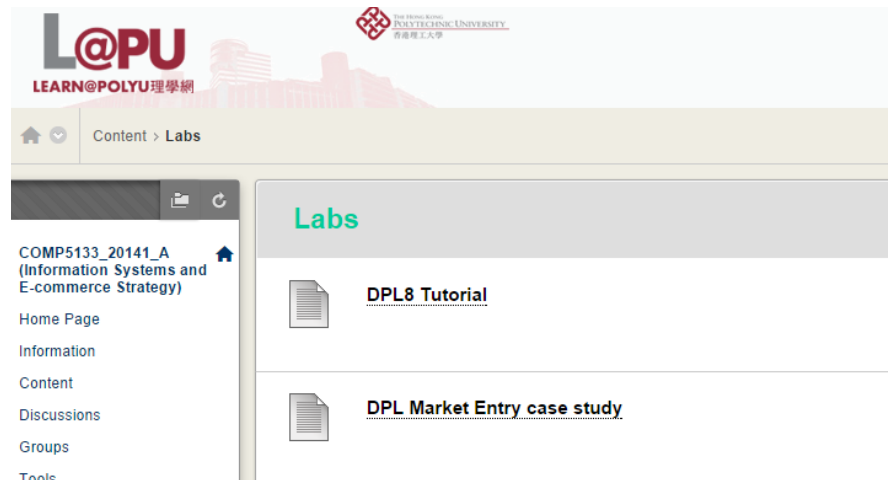 L@PU
LEARN@POLYU理學網
THE HONG KONG
POLYTECHNIC UNIVERSITY
香港理工大學
Content > Labs
COMP5133_20141_A
(Information Systems and
E-commerce Strategy)
Home Page
Information
Content
Discussions
Groups
Tools
Labs
DPL8 Tutorial
DPL Market Entry case study